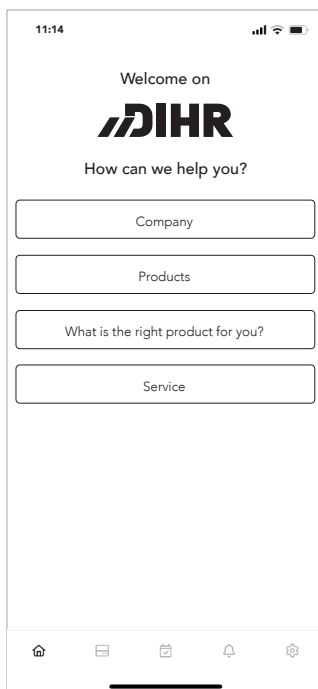 11:14
Welcome on
DIHR
How can we help you?
Company
Products
What is the right product for you?
Service